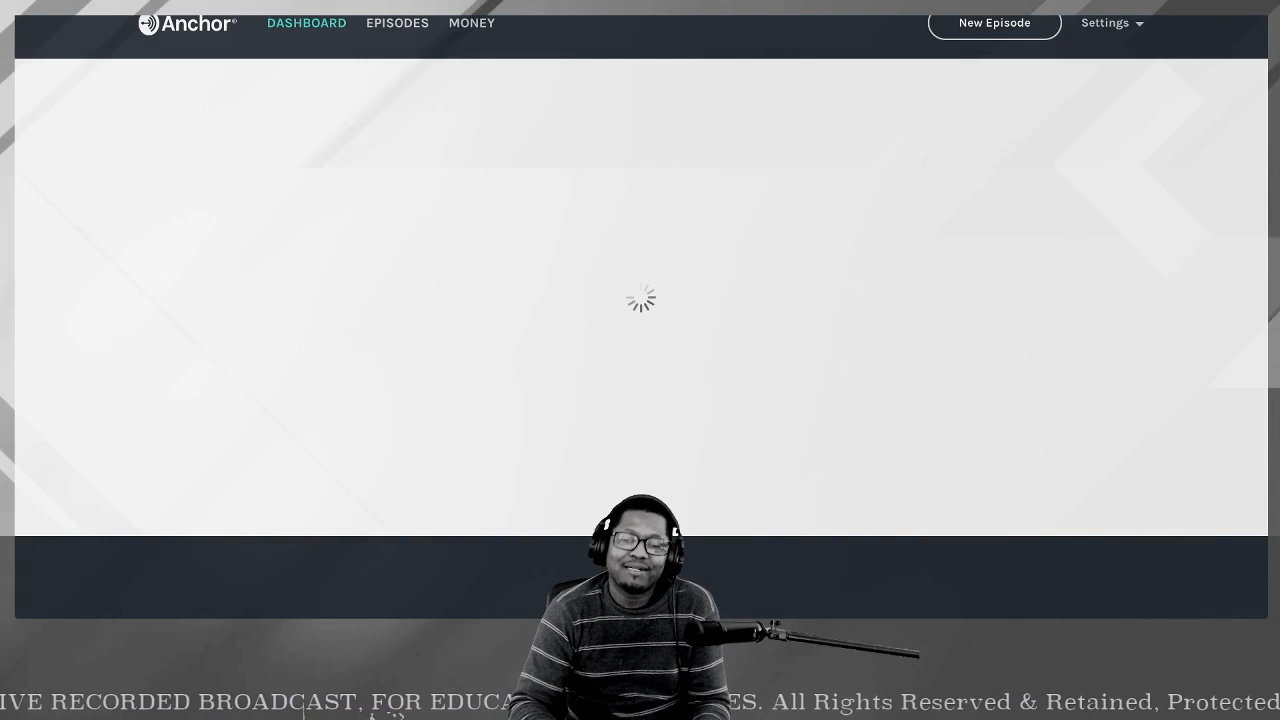 Anchor®
DASHBOARD
EPISODES
MONEY
New Episode
Settings
IVE RECORDED BROADCAST, FOR EDUCA ES. All Rights Reserved & Retained, Protected